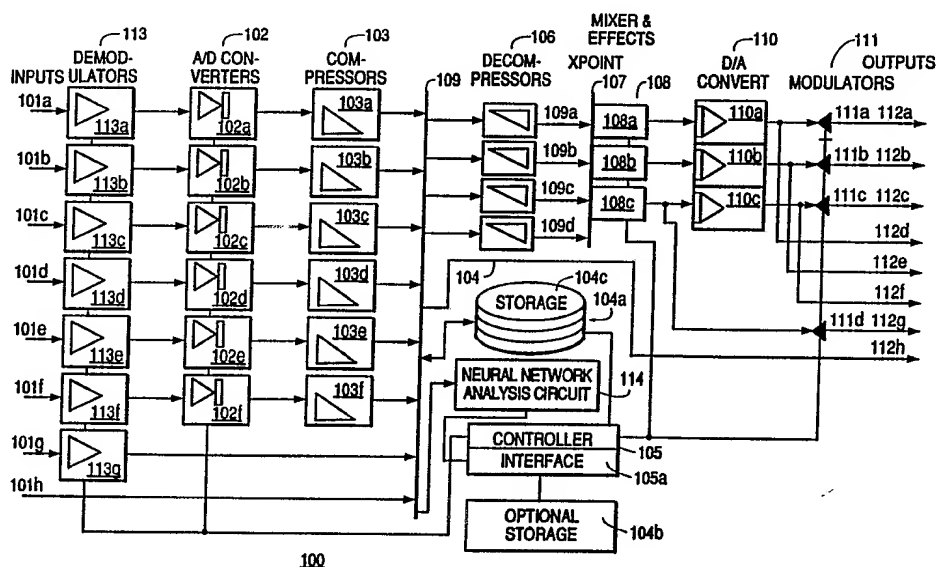 113
102
103
106
MIXER &
EFFECTS
110
INPUTS
DEMOD-
ULATORS
A/D CON-
VERTERS
COM-
PRESSORS
109
DECOM-
PRESSORS
XPOINT
107
108
D/A
CONVERT
MODULATORS
111
OUTPUTS
101a
113a
102a
103a
109a
108a
110a
111a 112a
101b
113b
102b
103b
109b
108b
110b
111b 112b
101c
113c
102c
103c
109c
108c
110c
111c 112c
109d
112d
101d
113d
102d
103d
104
104c
STORAGE
104a
112e
112f
111d 112g
112h
101e
113e
102e
103e
NEURAL NETWORK
ANALYSIS CIRCUIT
114
101f
113f
102f
103f
101g
113g
CONTROLLER
105
INTERFACE
105a
101h
OPTIONAL
STORAGE
104b
100